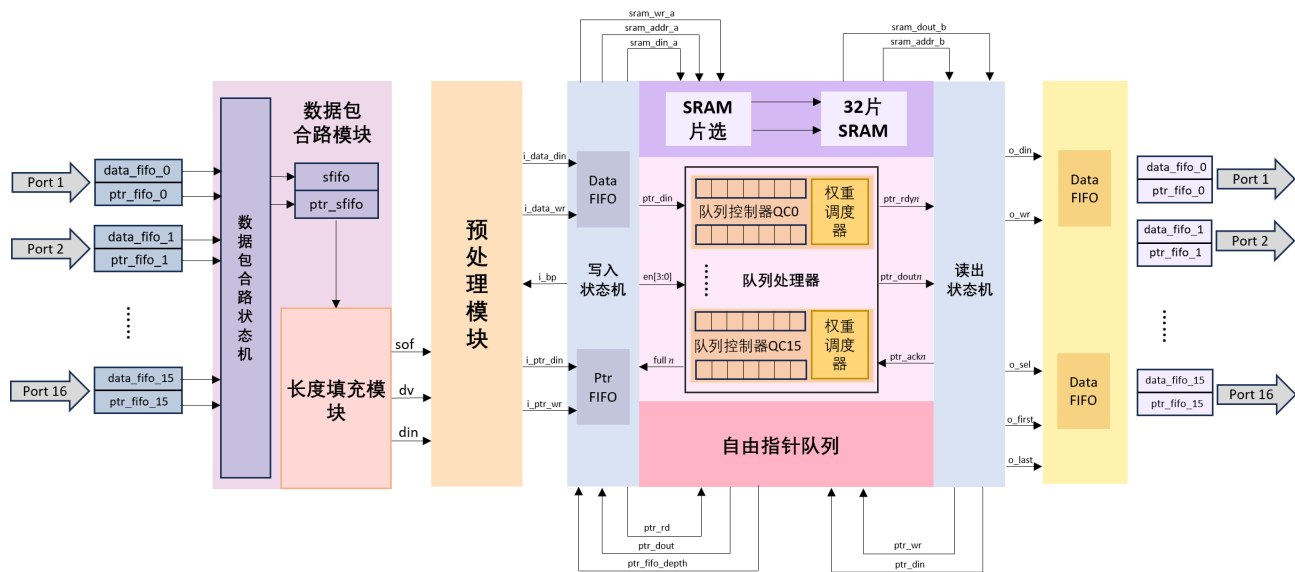 sram_wr_a
sram_addr_a
sram_din_a
sram_dout_b
sram_addr_b
Port 1
data_fifo_0
ptr_fifo_0
Port 2
data_fifo_1
ptr_fifo_1
Port 16
data_fifo_15
ptr_fifo_15
数据包合路状态机
数据包
合路模块
sfifo
ptr_sfifo
长度填充模
块
sof
dv
din
预处理模块
i_data_din
i_data_wr
i_bp
i_ptr_din
i_ptr_wr
Data
FIFO
写入
状态机
Ptr
FIFO
SRAM
片选
32片
SRAM
ptr_din
en[3:0]
full n
队列控制器QC0
权重
调度
器
队列处理器
队列控制器QC15
权重
调度
器
ptr_rdyn
ptr_doutn
ptr_ackn
自由指针队列
读出
状态机
o_din
o_wr
o_sel
o_first
o_last
Data
FIFO
Data
FIFO
data_fifo_0
ptr_fifo_0
Port 1
data_fifo_1
ptr_fifo_1
Port 2
data_fifo_15
ptr_fifo_15
Port 16
ptr_rd
ptr_dout
ptr_fifo_depth
ptr_wr
ptr_din